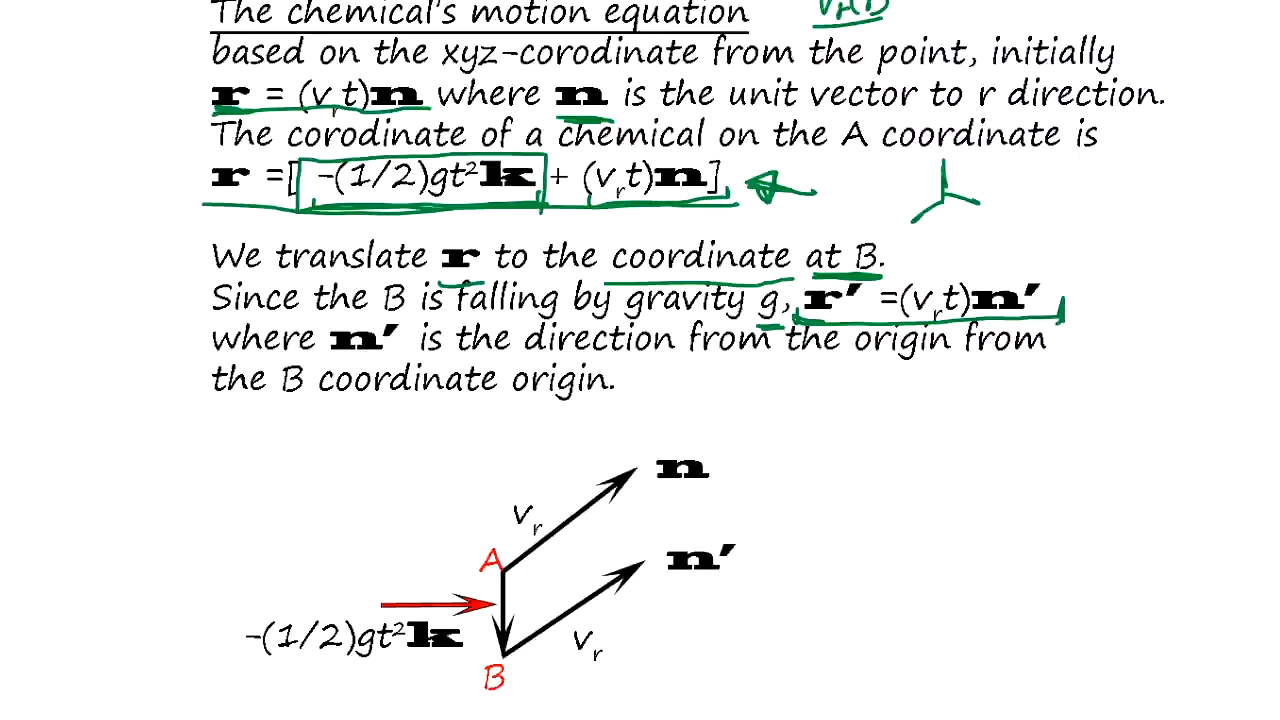 The chemical's motion equation
based on the xyz-corodinate from the point, initially
r = (vᵣt)n where n is the unit vector to r direction.
The corodinate of a chemical on the A coordinate is
r =[ -(1/2)gt²k + (vᵣt)n]
We translate r to the coordinate at B.
Since the B is falling by gravity g, r' =(vᵣt)n'
where n' is the direction from the origin from
the B coordinate origin.
n
vᵣ
A
n'
-(1/2)gt²k
vᵣ
B